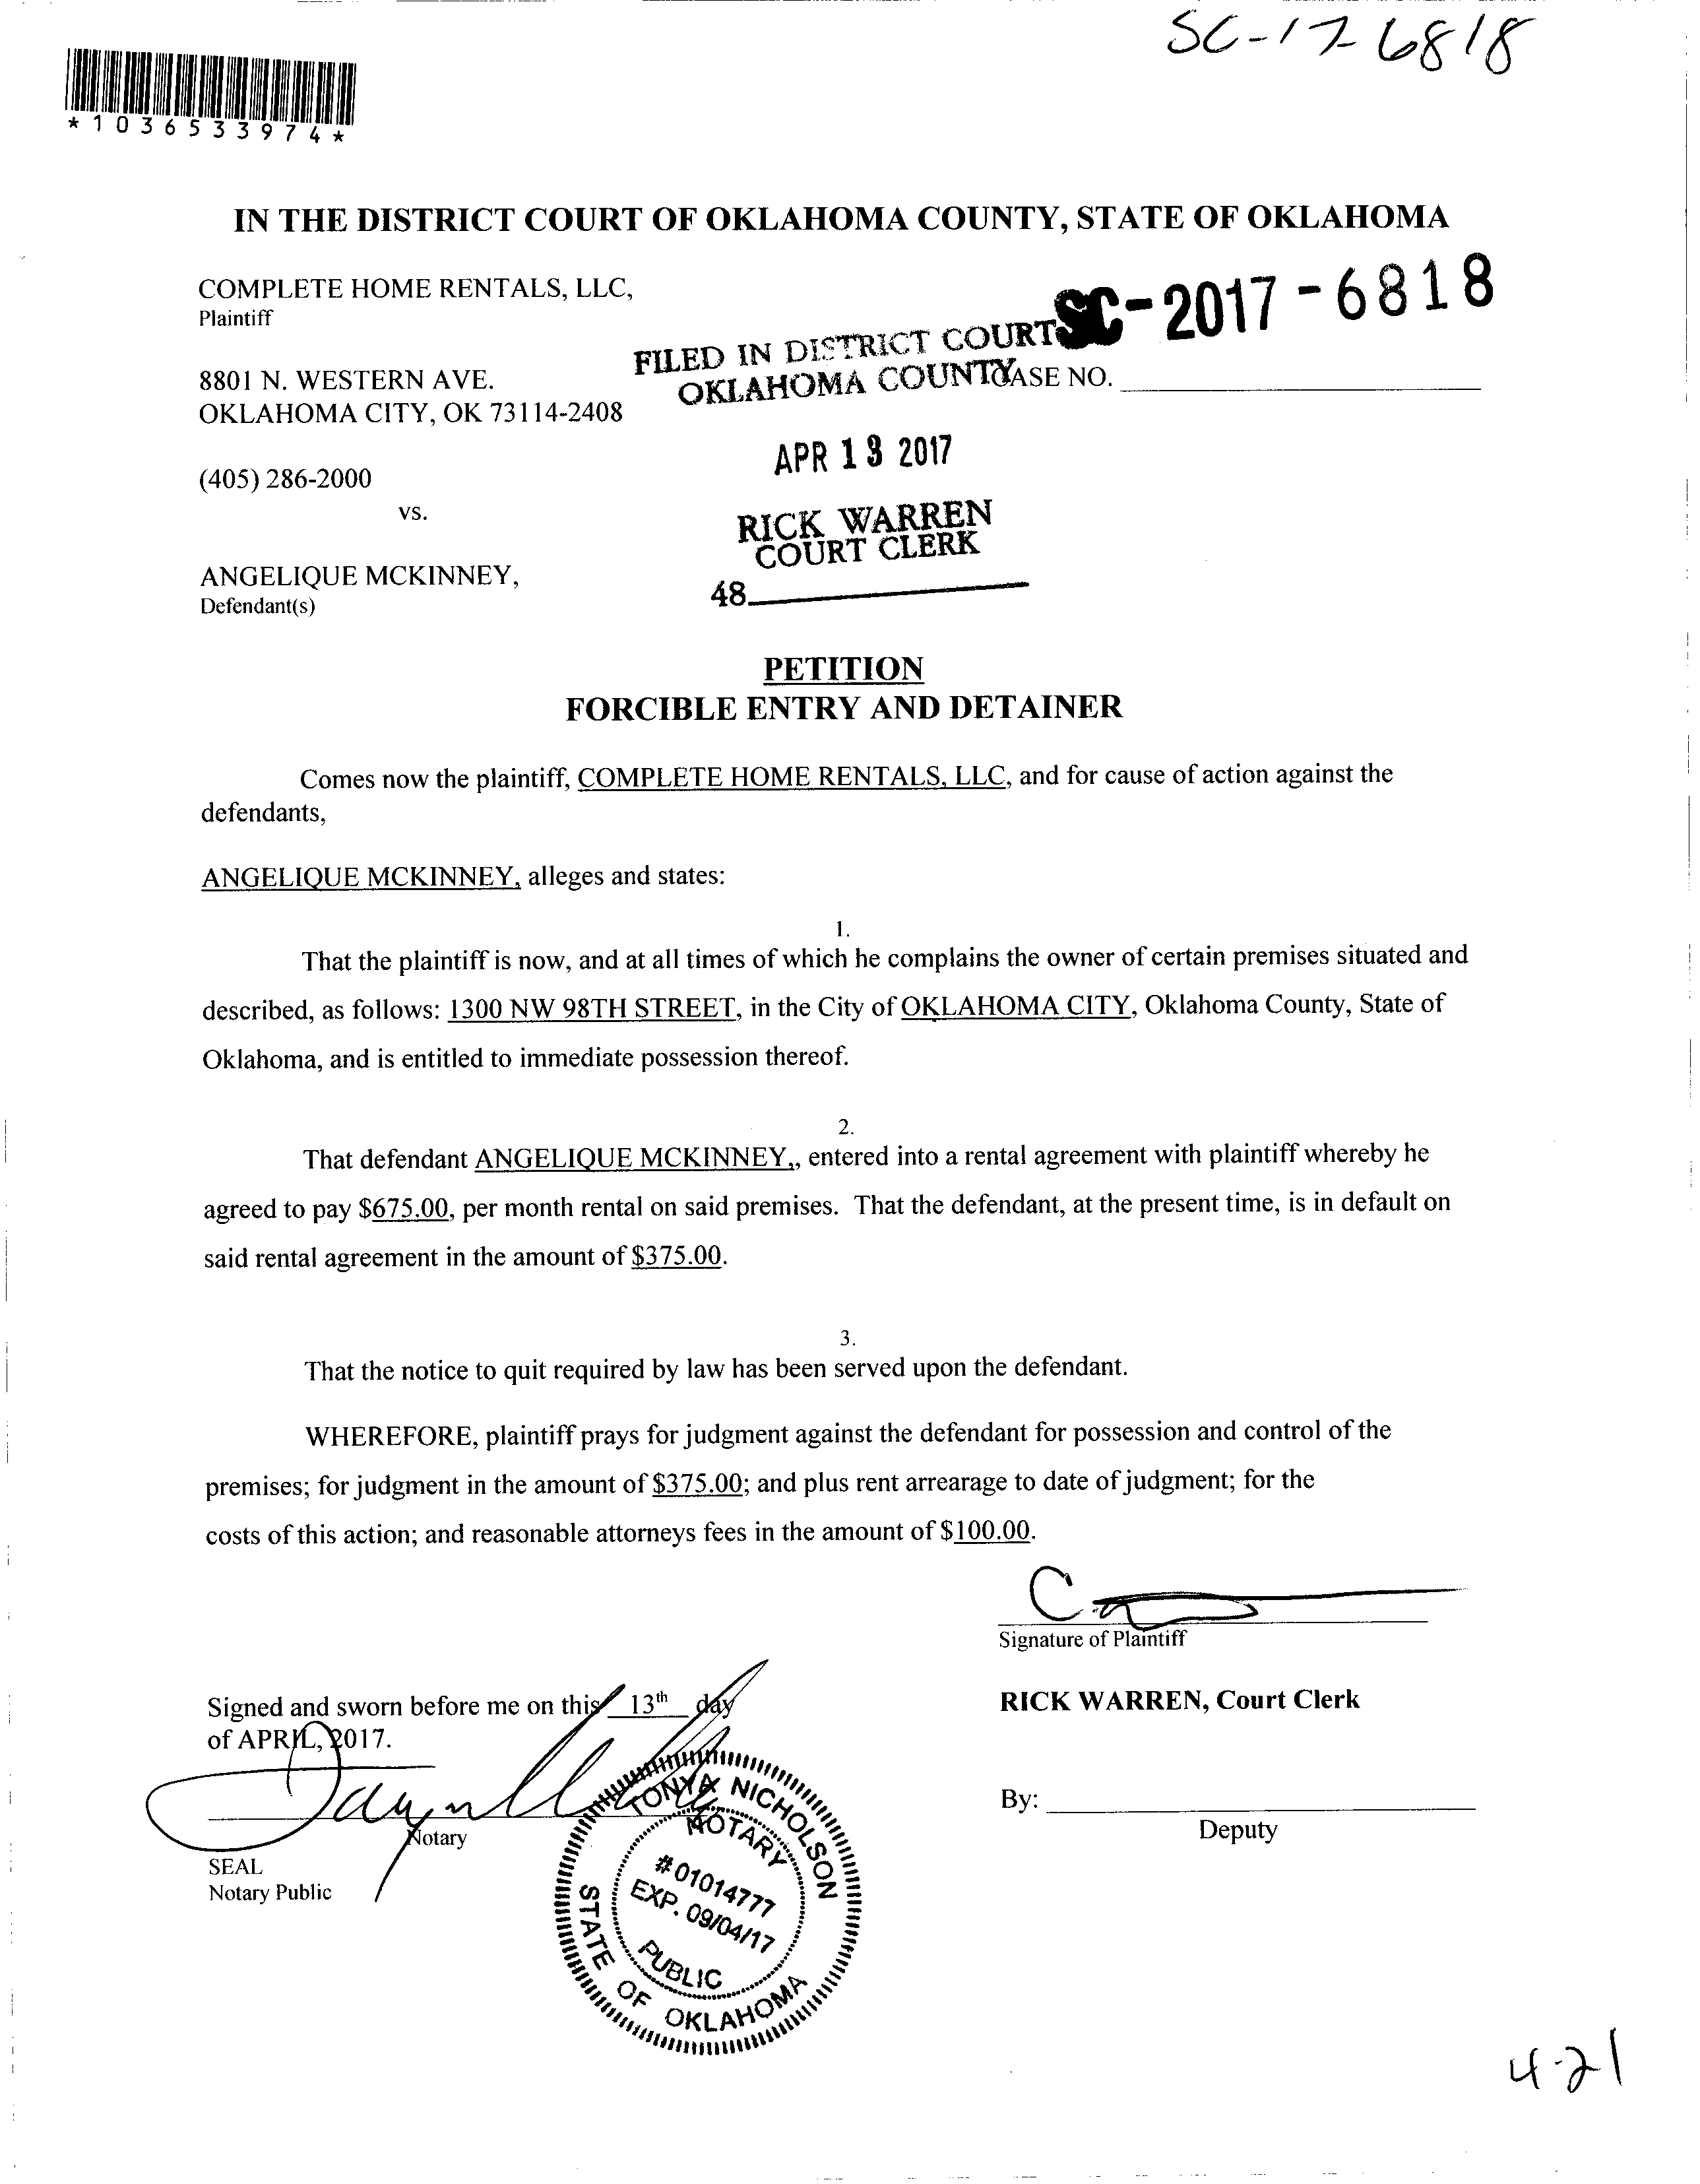 SC-17-6818
*1036533974*
IN THE DISTRICT COURT OF OKLAHOMA COUNTY, STATE OF OKLAHOMA
COMPLETE HOME RENTALS, LLC,
Plaintiff
SC-2017-6818
FILED IN DISTRICT COURT
OKLAHOMA COUNTY
CASE NO.
8801 N. WESTERN AVE.
OKLAHOMA CITY, OK 73114-2408
APR 13 2017
(405) 286-2000
vs.
RICK WARREN
COURT CLERK
48
ANGELIQUE MCKINNEY,
Defendant(s)
PETITION
FORCIBLE ENTRY AND DETAINER
Comes now the plaintiff, COMPLETE HOME RENTALS, LLC, and for cause of action against the
defendants,
ANGELIQUE MCKINNEY, alleges and states:
1.
That the plaintiff is now, and at all times of which he complains the owner of certain premises situated and
described, as follows: 1300 NW 98TH STREET, in the City of OKLAHOMA CITY, Oklahoma County, State of
Oklahoma, and is entitled to immediate possession thereof.
2.
That defendant ANGELIQUE MCKINNEY,, entered into a rental agreement with plaintiff whereby he
agreed to pay $675.00, per month rental on said premises. That the defendant, at the present time, is in default on
said rental agreement in the amount of $375.00.
3.
That the notice to quit required by law has been served upon the defendant.
WHEREFORE, plaintiff prays for judgment against the defendant for possession and control of the
premises; for judgment in the amount of $375.00; and plus rent arrearage to date of judgment; for the
costs of this action; and reasonable attorneys fees in the amount of $100.00.
Signature of Plaintiff
Signed and sworn before me on this 13th day
of APRIL, 2017.
RICK WARREN, Court Clerk
By:
Deputy
Notary
SEAL
Notary Public
TONYA NICHOLSON
NOTARY
#01014777
EXP. 09/04/17
PUBLIC
STATE OF OKLAHOMA
4-21